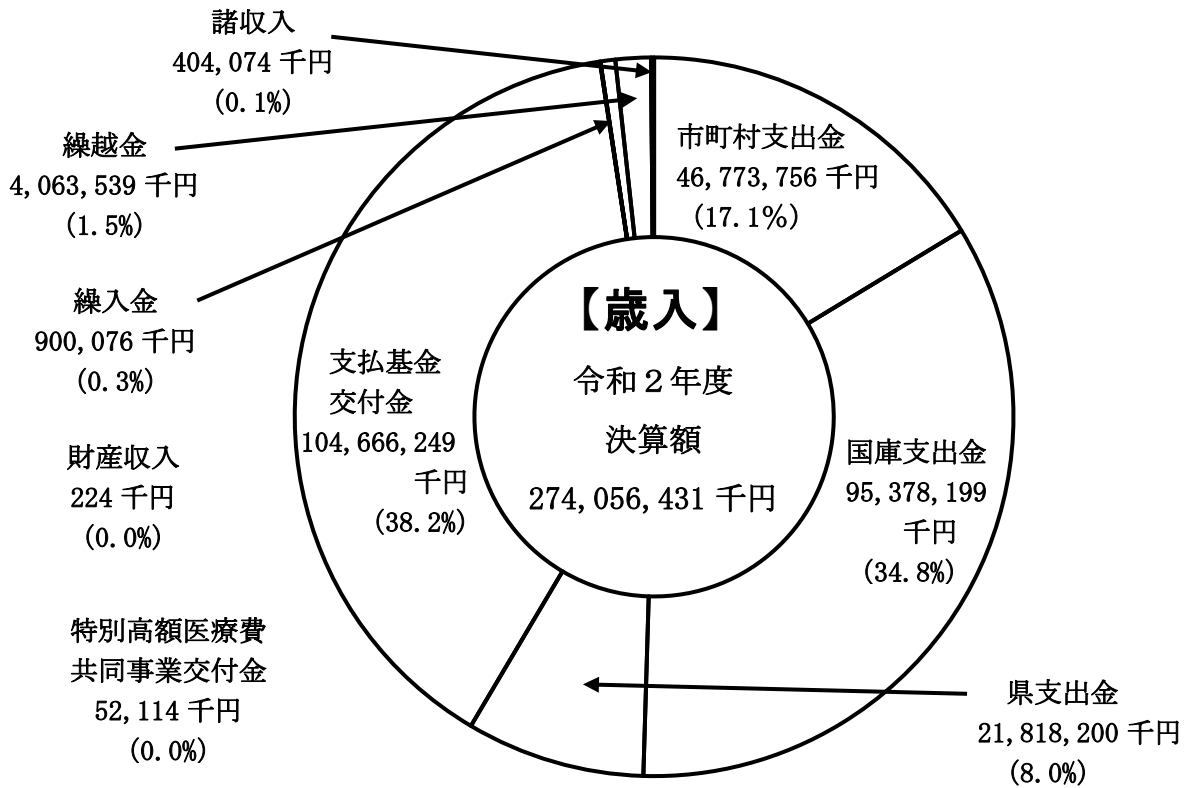 諸収入
404,074 千円
(0.1%)
繰越金
4,063,539 千円
(1.5%)
繰入金
900,076 千円
(0.3%)
財産収入
224 千円
(0.0%)
特別高額医療費
共同事業交付金
52,114 千円
(0.0%)
市町村支出金
46,773,756 千円
(17.1%)
【歳入】
令和２年度
決算額
274,056,431 千円
支払基金
交付金
104,666,249
千円
(38.2%)
国庫支出金
95,378,199
千円
(34.8%)
県支出金
21,818,200 千円
(8.0%)